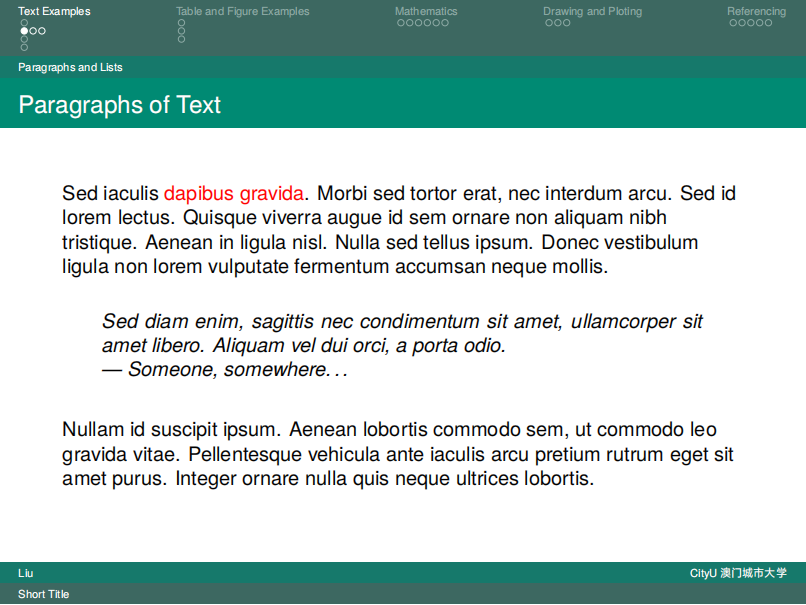 Text Examples
Table and Figure Examples
Mathematics
Drawing and Ploting
Referencing
Paragraphs and Lists
Paragraphs of Text
Sed iaculis dapibus gravida. Morbi sed tortor erat, nec interdum arcu. Sed id
lorem lectus. Quisque viverra augue id sem ornare non aliquam nibh
tristique. Aenean in ligula nisl. Nulla sed tellus ipsum. Donec vestibulum
ligula non lorem vulputate fermentum accumsan neque mollis.
Sed diam enim, sagittis nec condimentum sit amet, ullamcorper sit
amet libero. Aliquam vel dui orci, a porta odio.
— Someone, somewhere...
Nullam id suscipit ipsum. Aenean lobortis commodo sem, ut commodo leo
gravida vitae. Pellentesque vehicula ante iaculis arcu pretium rutrum eget sit
amet purus. Integer ornare nulla quis neque ultrices lobortis.
Liu
CityU 澳门城市大学
Short Title